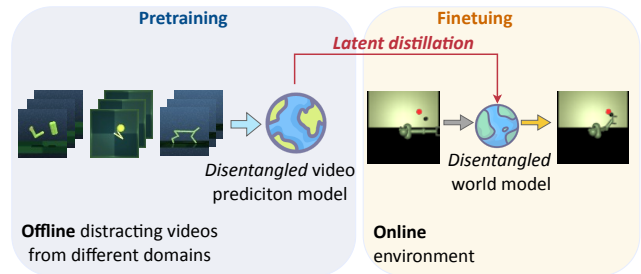 Pretraining
Finetuing
Latent distillation
Disentangled video
prediciton model
Disentangled
world model
Offline distracting videos
from different domains
Online
environment